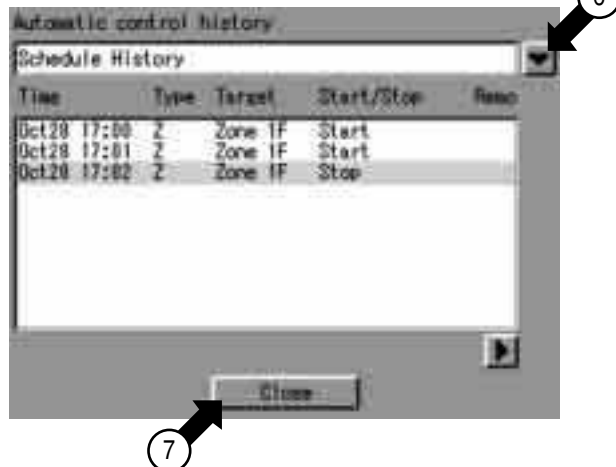 Automatic control history
Schedule History
Time Type Target Start/Stop
Oct28 17:00 Z Zone 1F Start
Oct28 17:01 Z Zone 1F Start
Oct28 17:02 Z Zone 1F Stop
Close
7